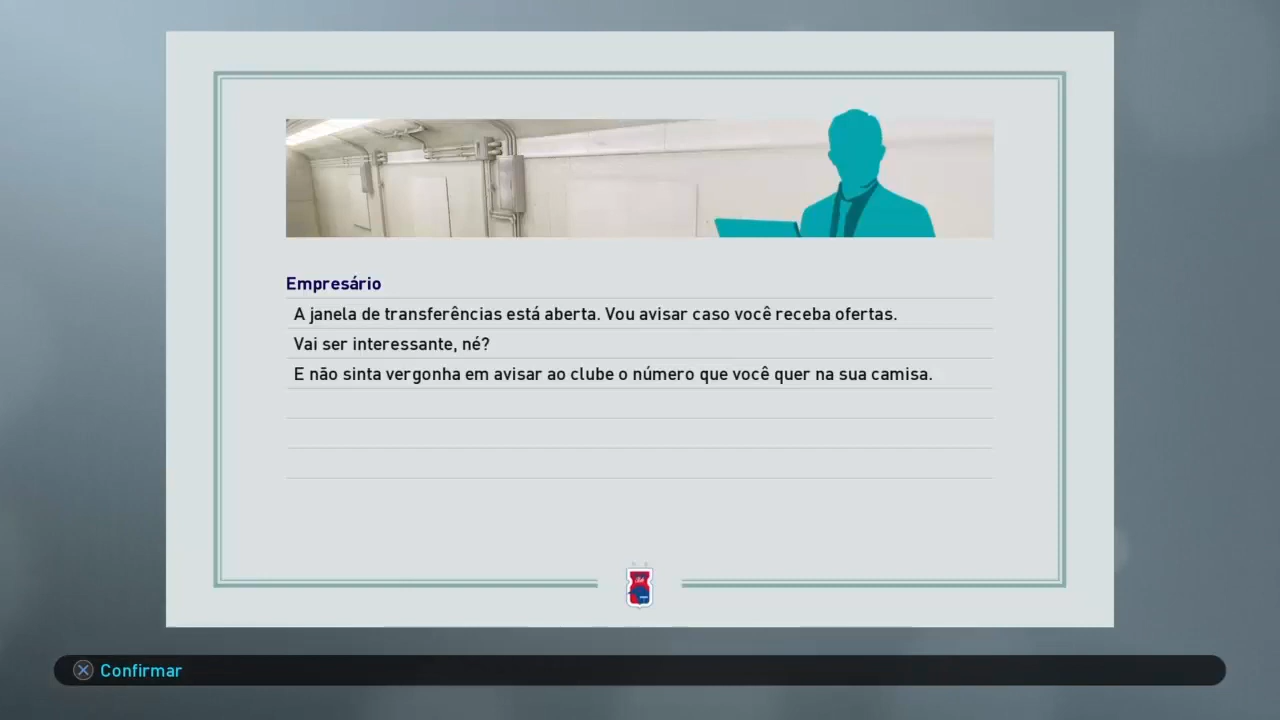 Empresário
A janela de transferências está aberta. Vou avisar caso você receba ofertas.
Vai ser interessante, né?
E não sinta vergonha em avisar ao clube o número que você quer na sua camisa.
Confirmar